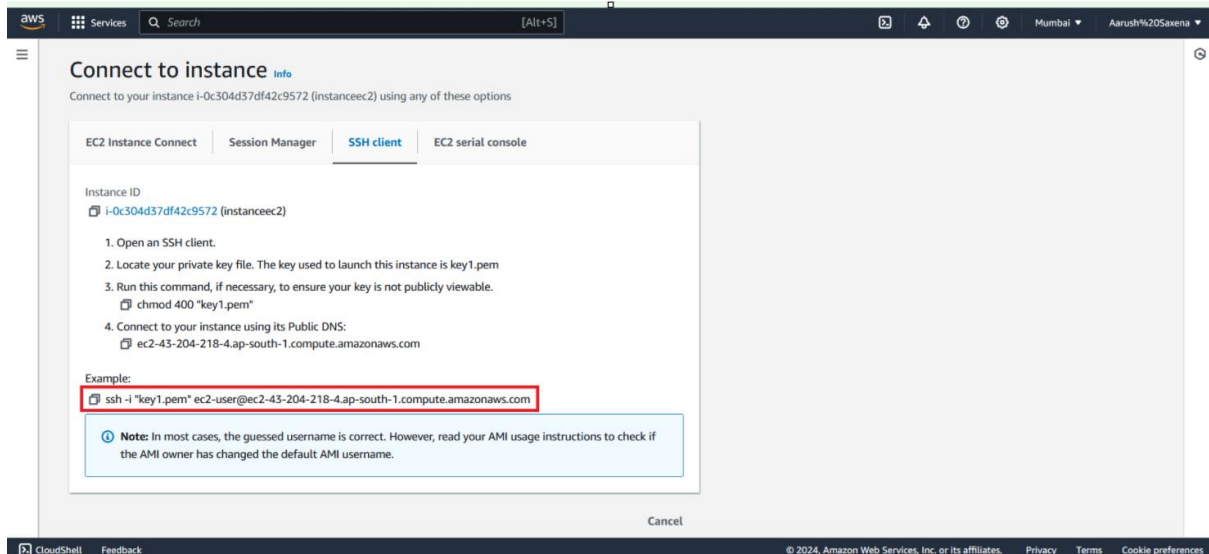 aws Services Search [Alt+S] Mumbai Aarush%20Saxena
Connect to instance Info
Connect to your instance i-0c304d37df42c9572 (instanceec2) using any of these options
EC2 Instance Connect Session Manager SSH client EC2 serial console
Instance ID
i-0c304d37df42c9572 (instanceec2)
1. Open an SSH client.
2. Locate your private key file. The key used to launch this instance is key1.pem
3. Run this command, if necessary, to ensure your key is not publicly viewable.
chmod 400 "key1.pem"
4. Connect to your instance using its Public DNS:
ec2-43-204-218-4.ap-south-1.compute.amazonaws.com
Example:
ssh -i "key1.pem" ec2-user@ec2-43-204-218-4.ap-south-1.compute.amazonaws.com
Note: In most cases, the guessed username is correct. However, read your AMI usage instructions to check if
the AMI owner has changed the default AMI username.
Cancel
CloudShell Feedback © 2024, Amazon Web Services, Inc. or its affiliates. Privacy Terms Cookie preferences